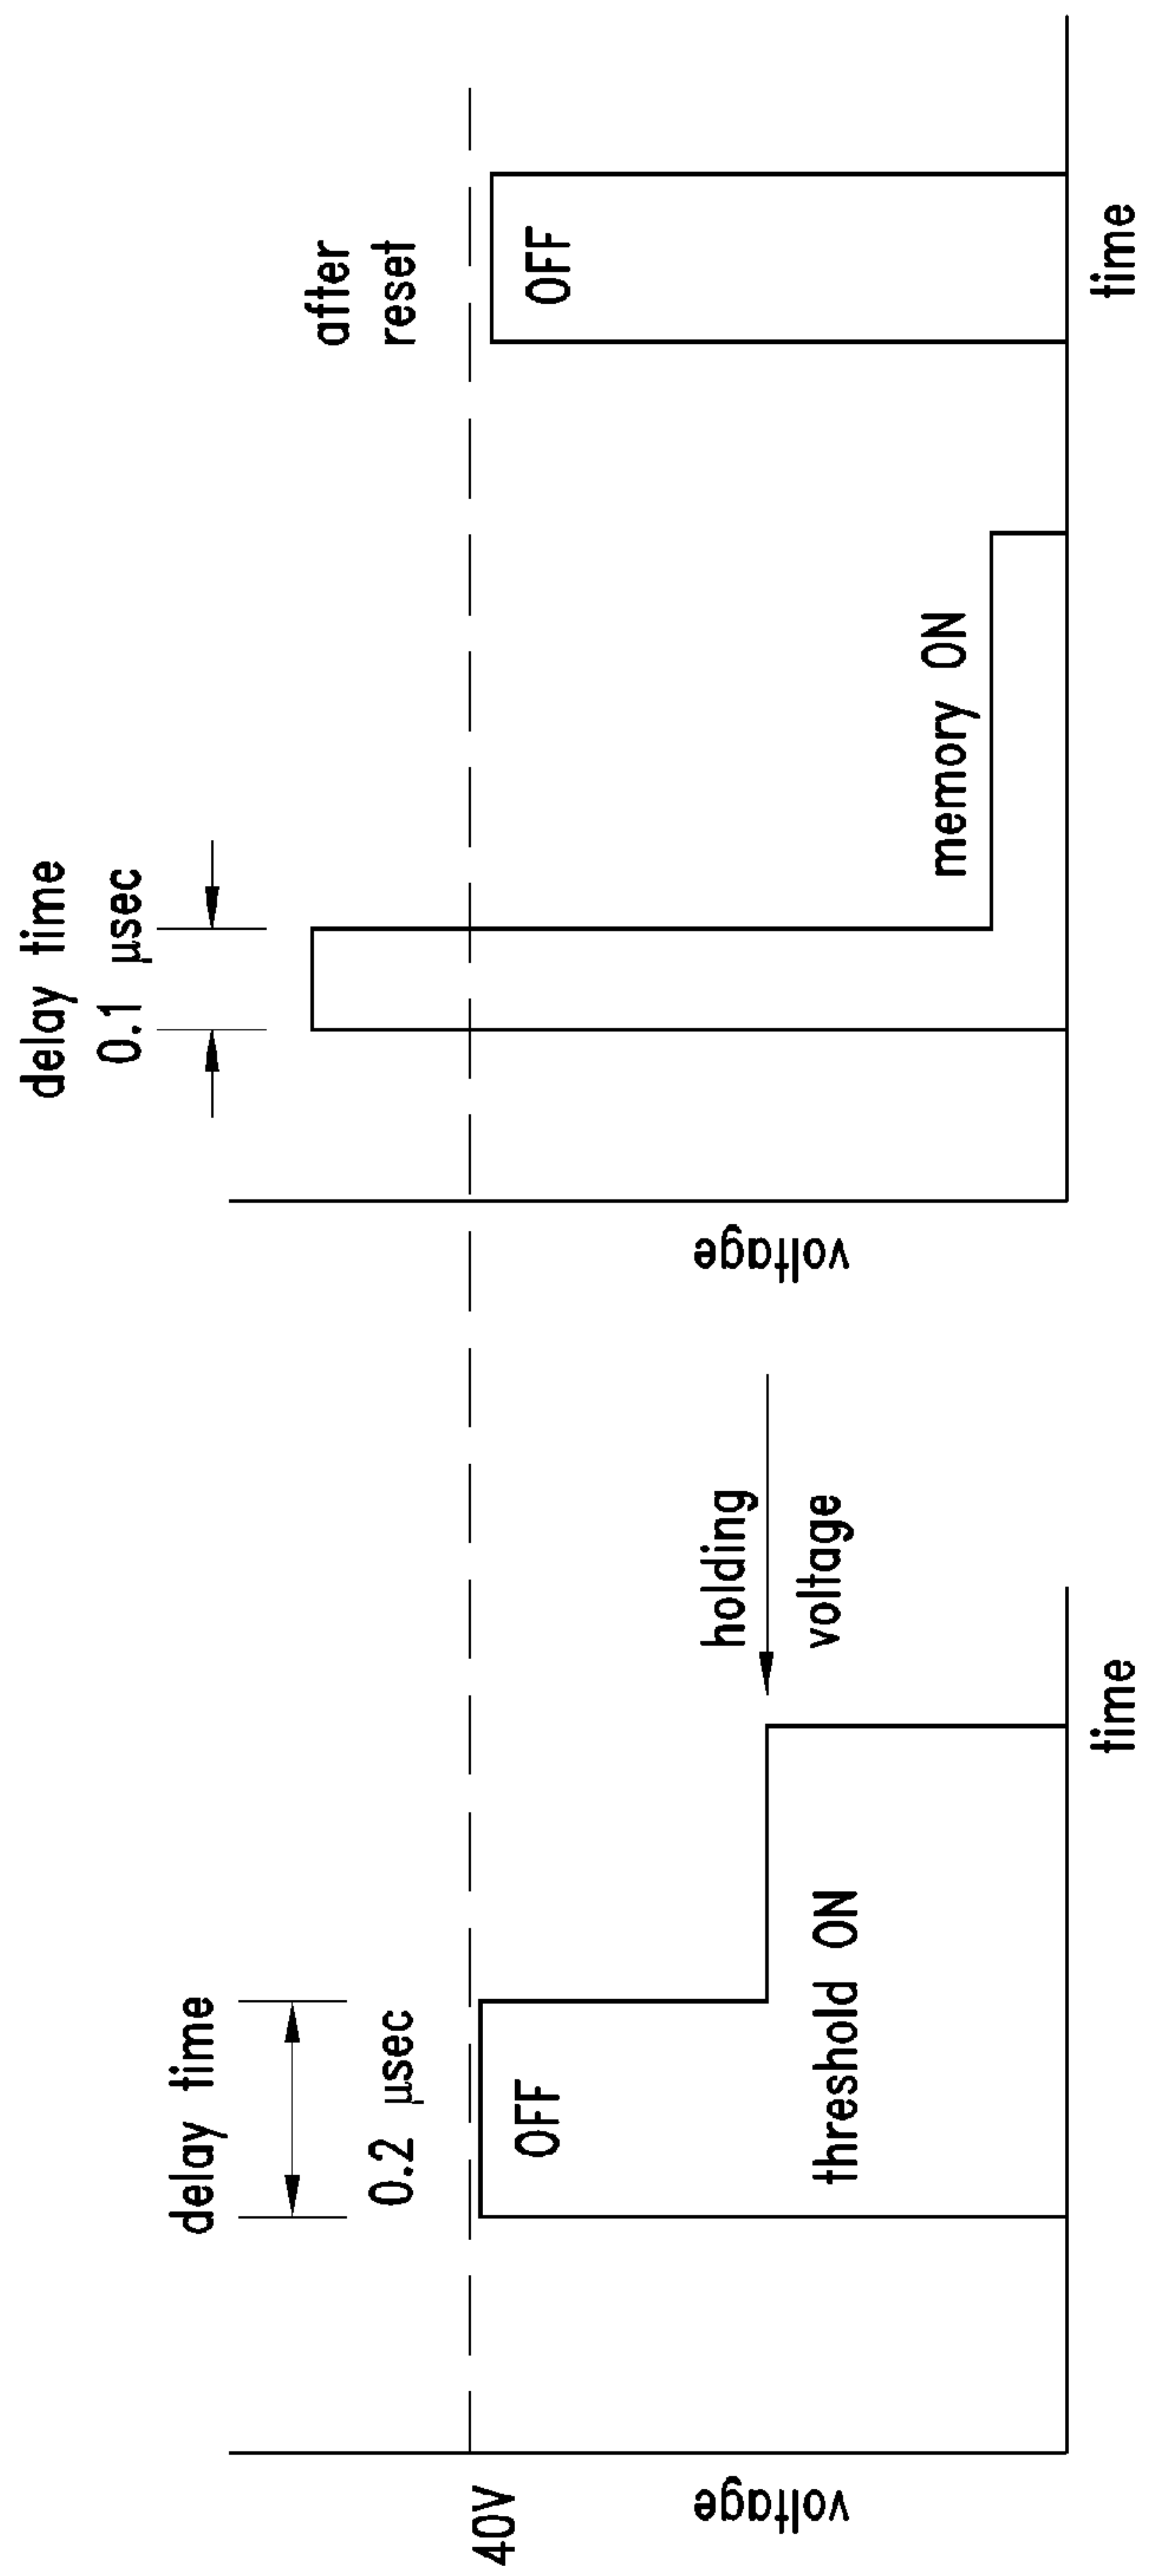 delay time
0.2 μsec
40V
OFF
threshold ON
holding
voltage
voltage
time
delay time
0.1 μsec
after
reset
OFF
memory ON
voltage
time